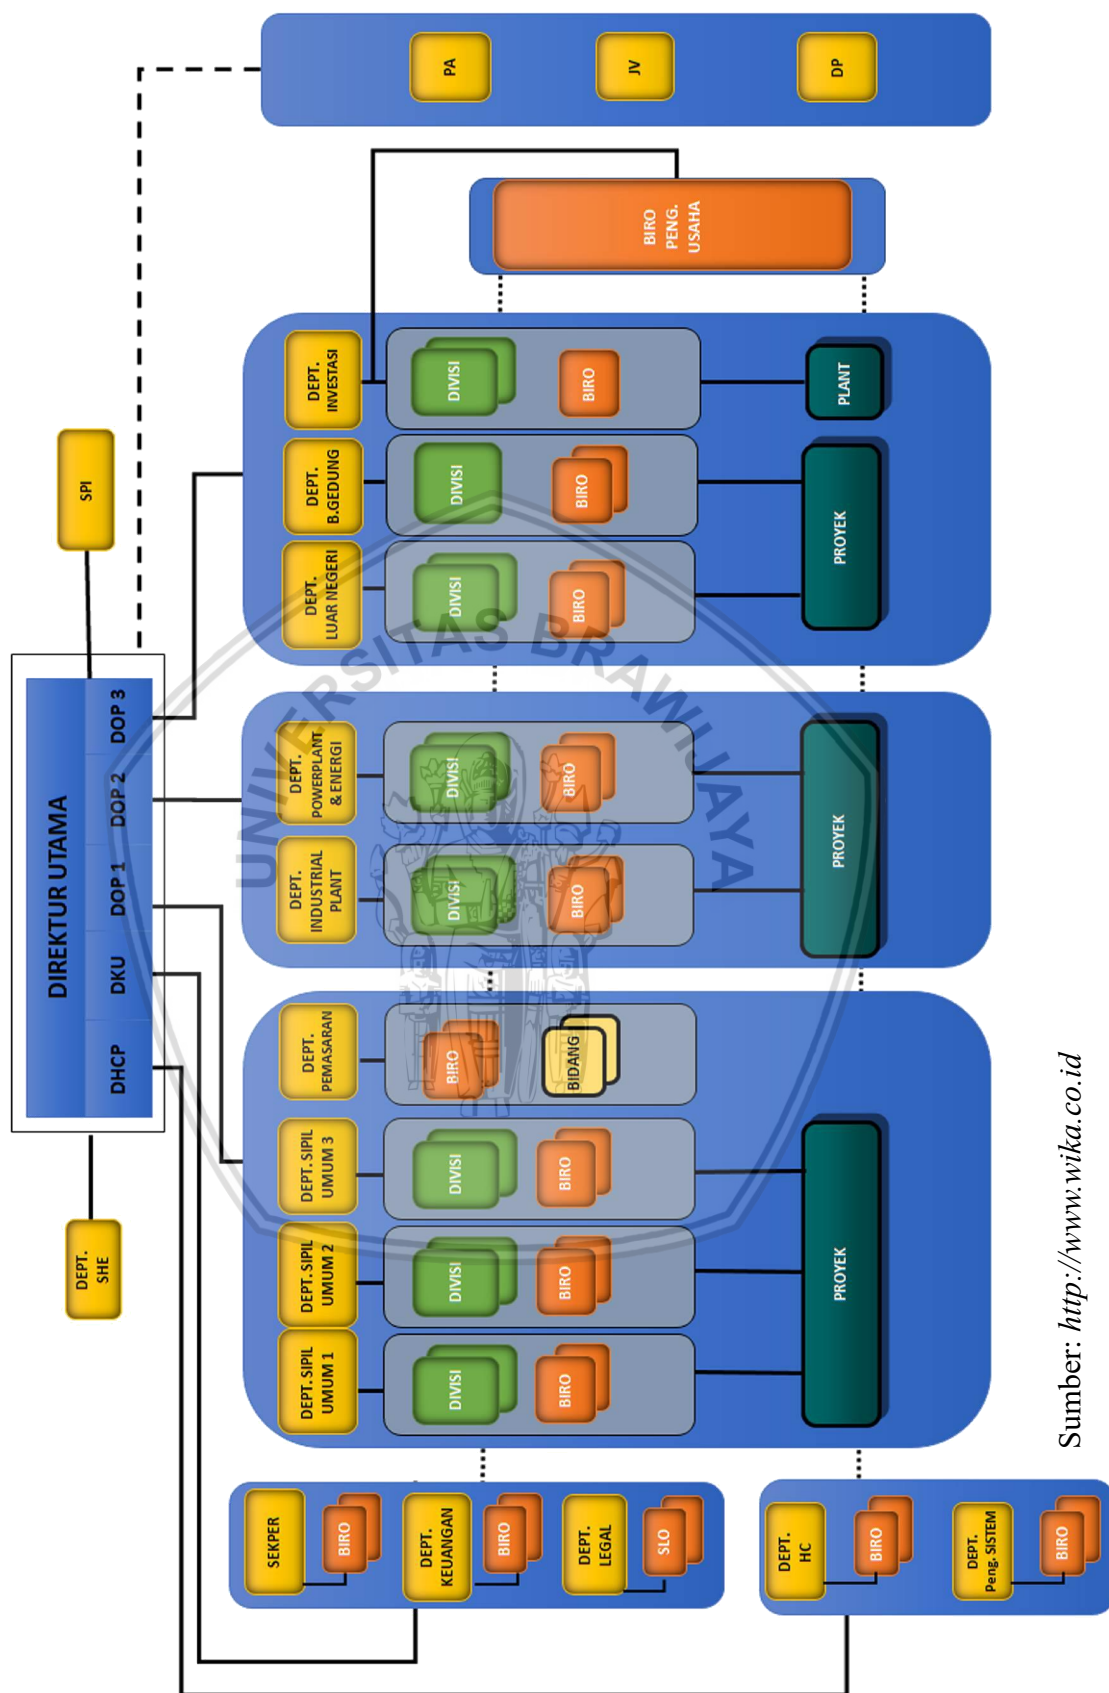 DIREKTUR UTAMA
DHCP
DKU
DOP 1
DOP 2
DOP 3
DEPT.
SHE
SPI
SEKPER
BIRO
DEPT.
KEUANGAN
BIRO
DEPT.
LEGAL
SLO
DEPT.
HC
BIRO
DEPT.
Peng. SISTEM
BIRO
DEPT. SIPIL
UMUM 1
DIVISI
BIRO
DEPT. SIPIL
UMUM 2
DIVISI
BIRO
DEPT. SIPIL
UMUM 3
DIVISI
BIRO
DEPT.
PEMASARAN
BIRO
BIDANG
PROYEK
DEPT.
INDUSTRIAL
PLANT
DIVISI
BIRO
DEPT.
POWERPLANT
& ENERGI
DIVISI
BIRO
PROYEK
DEPT.
LUAR NEGERI
DIVISI
BIRO
DEPT.
B.GEDUNG
DIVISI
BIRO
PROYEK
DEPT.
INVESTASI
DIVISI
BIRO
PLANT
BIRO
PENG.
USAHA
PA
JV
DP
UNIVERSITAS BRAWIJAYA
Sumber: http://www.wika.co.id